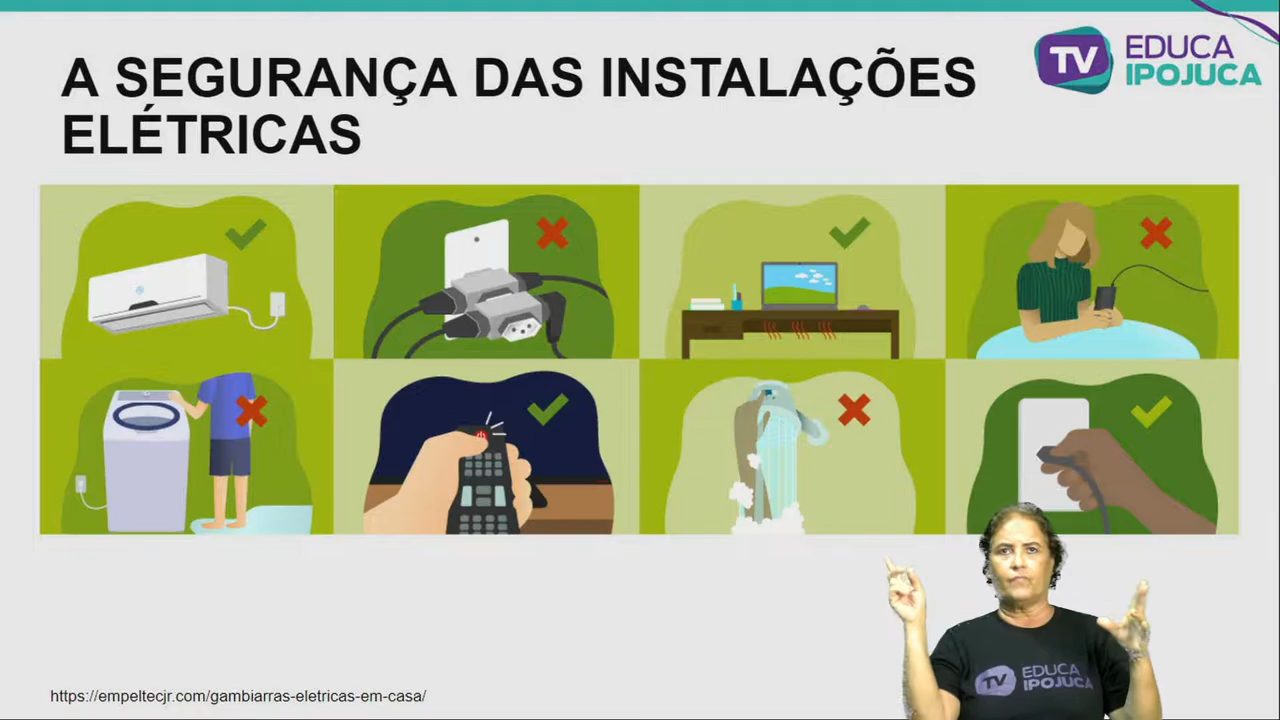 A SEGURANÇA DAS INSTALAÇÕES
ELÉTRICAS
TV EDUCA
IPOJUCA
https://empeltecjr.com/gambiarras-eletricas-em-casa/
TV EDUCA
IPOJUCA